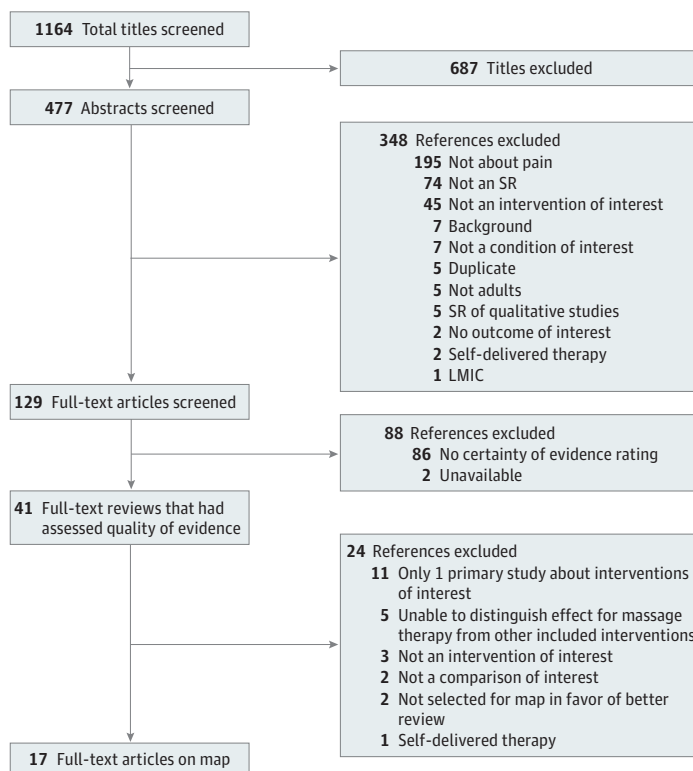 1164 Total titles screened
687 Titles excluded
477 Abstracts screened
348 References excluded
195 Not about pain
74 Not an SR
45 Not an intervention of interest
7 Background
7 Not a condition of interest
5 Duplicate
5 Not adults
5 SR of qualitative studies
2 No outcome of interest
2 Self-delivered therapy
1 LMIC
129 Full-text articles screened
88 References excluded
86 No certainty of evidence rating
2 Unavailable
41 Full-text reviews that had
assessed quality of evidence
24 References excluded
11 Only 1 primary study about interventions
of interest
5 Unable to distinguish effect for massage
therapy from other included interventions
3 Not an intervention of interest
2 Not a comparison of interest
2 Not selected for map in favor of better
review
1 Self-delivered therapy
17 Full-text articles on map